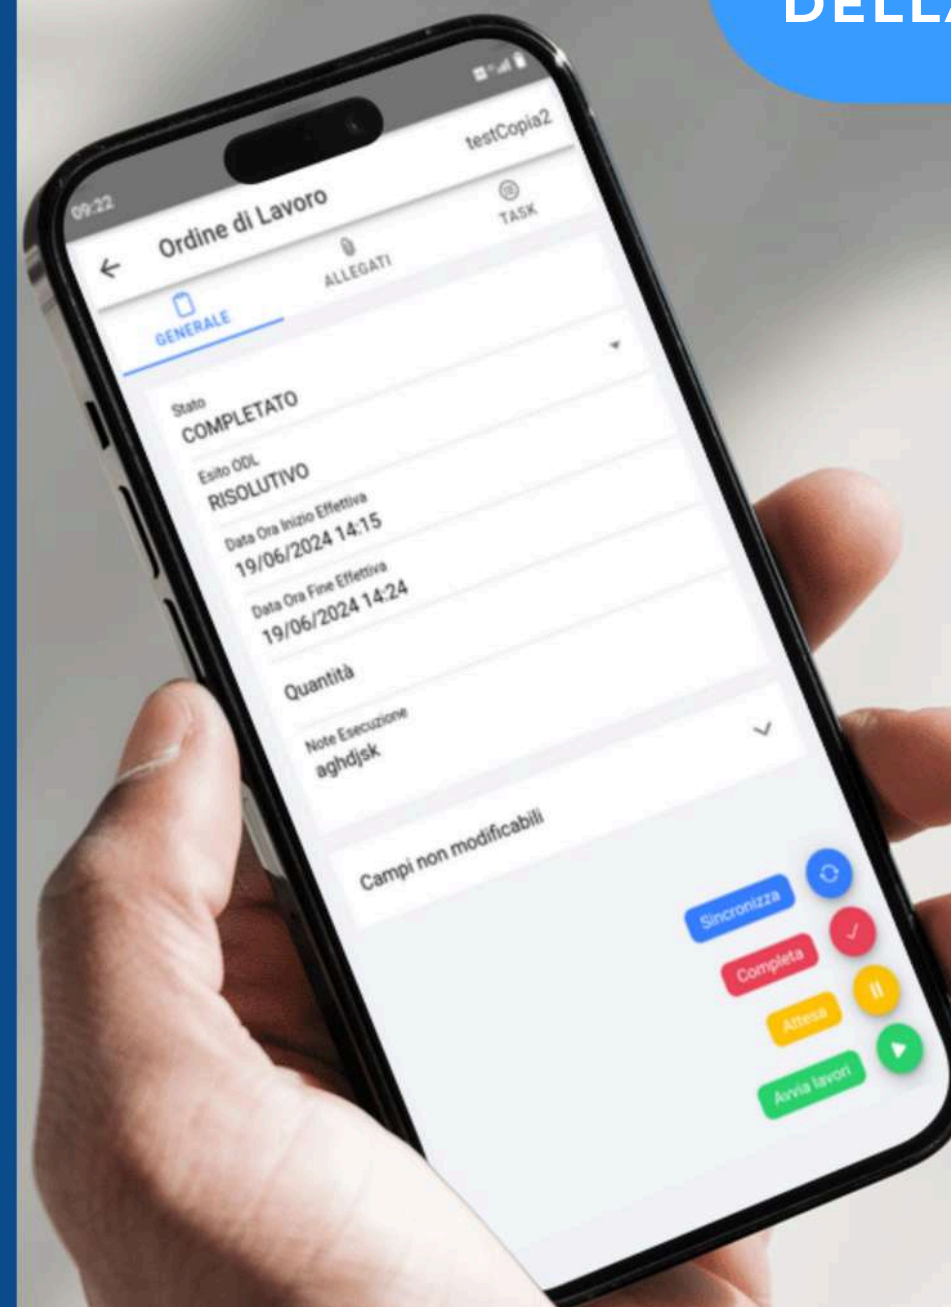 DELLA
09:22
Ordine di Lavoro
testCopia2
GENERALE
ALLEGATI
TASK
Stato
COMPLETATO
Esito ODL
RISOLUTIVO
Data Ora Inizio Effettiva
19/06/2024 14:15
Data Ora Fine Effettiva
19/06/2024 14:24
Quantità
Note Esecuzione
aghdjsk
Campi non modificabili
Sincronizza
Completa
Attesa
Avvia lavori